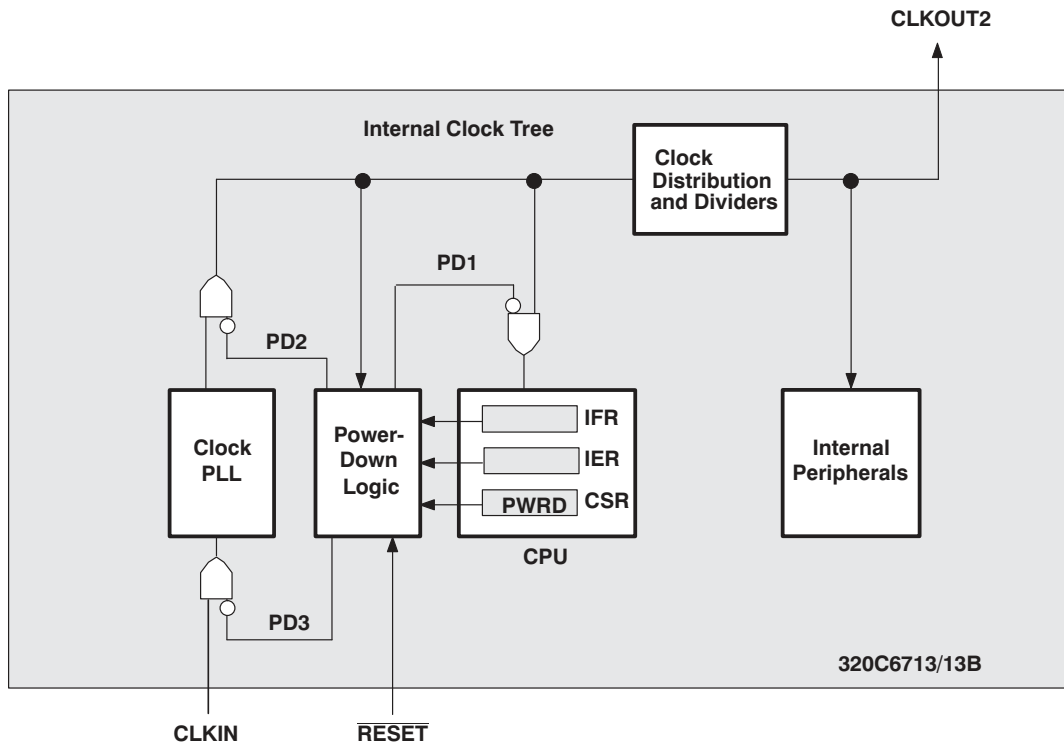 CLKOUT2
Internal Clock Tree
Clock
Distribution
and Dividers
PD1
PD2
Clock
PLL
Power-
Down
Logic
IFR
IER
PWRD CSR
CPU
Internal
Peripherals
PD3
320C6713/13B
CLKIN
RESET